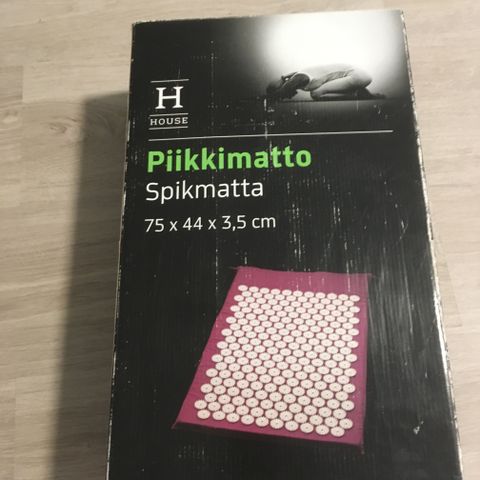 H
HOUSE
Piikkimatto
Spikmatta
75 x 44 x 3,5 cm